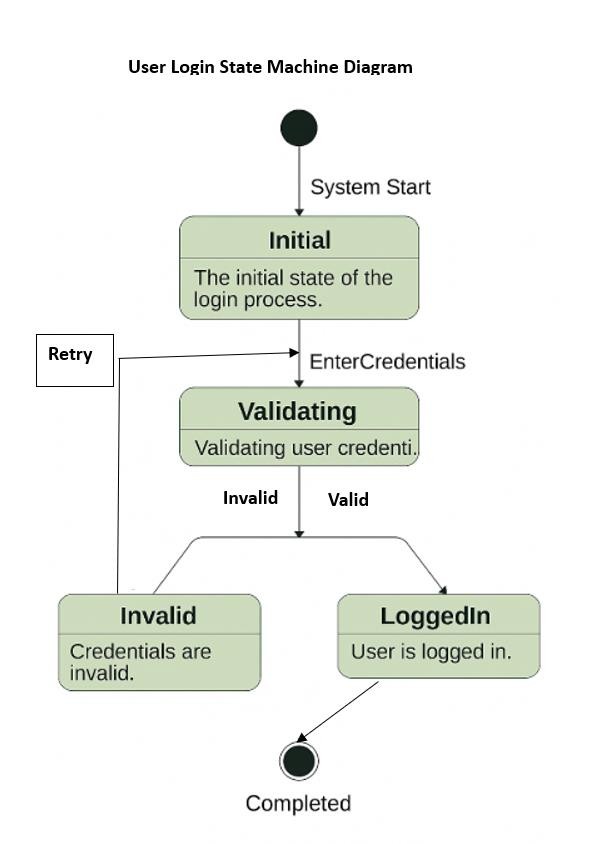 User Login State Machine Diagram
System Start
Initial
The initial state of the
login process.
Retry
EnterCredentials
Validating
Validating user credenti.
Invalid
Valid
Invalid
Credentials are
invalid.
LoggedIn
User is logged in.
Completed